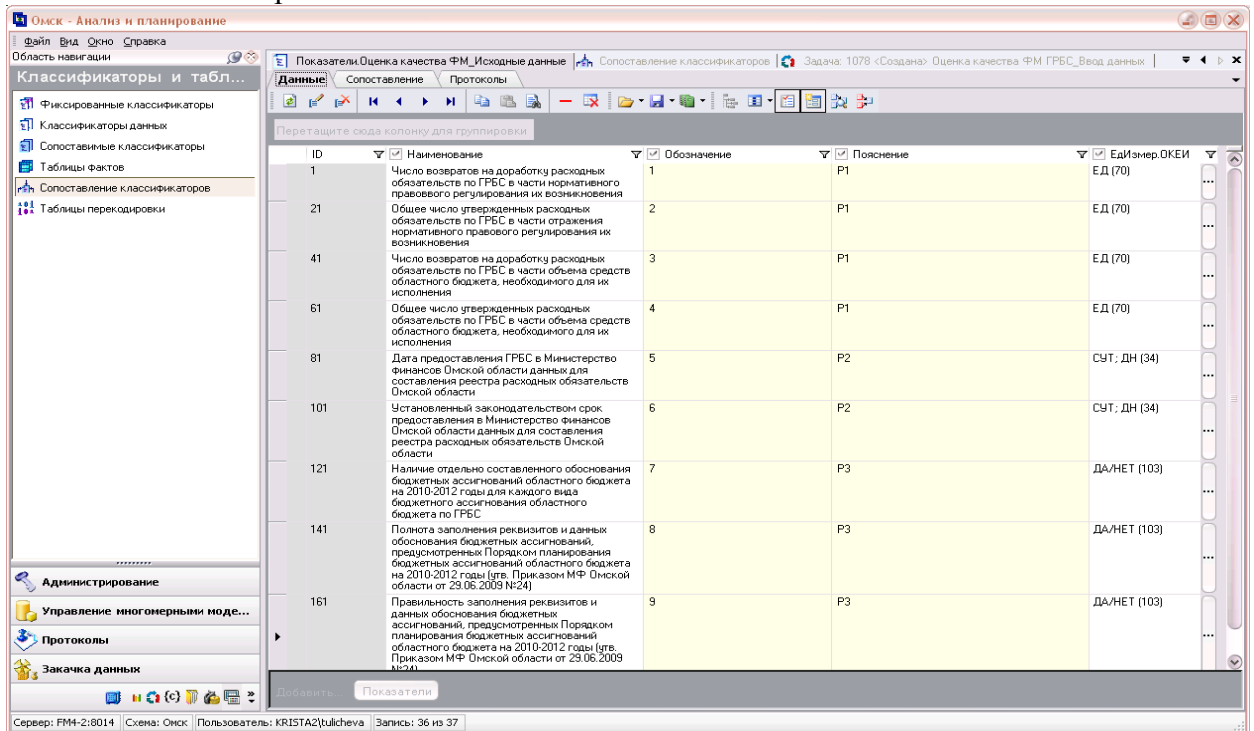 Омск - Анализ и планирование
Файл Вид Окно Справка
Область навигации
Классификаторы и табл...
Фиксированные классификаторы
Классификаторы данных
Сопоставимые классификаторы
Таблицы фактов
Сопоставление классификаторов
Таблицы перекодировки
Администрирование
Управление многомерными моде...
Протоколы
Закачка данных
Показатели.Оценка качества ФМ_Исходные данные Сопоставление классификаторов Задача: 1078 <Создана> Оценка качества ФМ ГРБС_Ввод данных
Данные Сопоставление Протоколы
Перетащите сюда колонку для группировки
ID Наименование Обозначение Пояснение ЕдИзмер.ОКЕИ
1 Число возвратов на доработку расходных 1 Р1 ЕД (70)
обязательств по ГРБС в части нормативного
правоввого регулирования их возникновения
21 Общее число утвержденных расходных 2 Р1 ЕД (70)
обязательств по ГРБС в части отражения
нормативного правового регулирования их
возникновения
41 Число возвратов на доработку расходных 3 Р1 ЕД (70)
обязательств по ГРБС в части объема средств
областного бюджета, необходимого для их
исполнения
61 Общее число утвержденных расходных 4 Р1 ЕД (70)
обязательств по ГРБС в части объема средств
областного бюджета, необходимого для их
исполнения
81 Дата предоставления ГРБС в Министерство 5 Р2 СУТ; ДН (34)
финансов Омской области данных для
составления реестра расходных обязательств
Омской области
101 Установленный законодательством срок 6 Р2 СУТ; ДН (34)
предоставления в Министерство финансов
Омской области данных для составления
реестра расходных обязательств Омской
области
121 Наличие отдельно составленного обоснования 7 Р3 ДА/НЕТ (103)
бюджетных ассигнований областного бюджета
на 2010-2012 годы для каждого вида
бюджетного ассигнования областного
бюджета по ГРБС
141 Полнота заполнения реквизитов и данных 8 Р3 ДА/НЕТ (103)
обоснования бюджетных ассигнований,
предусмотренных Порядком планирования
бюджетных ассигнований областного бюджета
на 2010-2012 годы (утв. Приказом МФ Омской
области от 29.06.2009 №24)
161 Правильность заполнения реквизитов и 9 Р3 ДА/НЕТ (103)
данных обоснования бюджетных
ассигнований, предусмотренных Порядком
планирования бюджетных ассигнований
областного бюджета на 2010-2012 годы (утв.
Приказом МФ Омской области от 29.06.2009
№24)
Добавить... Показатели
Сервер: FM4-2:8014 Схема: Омск Пользователь: KRISTA2\tulicheva Запись: 36 из 37